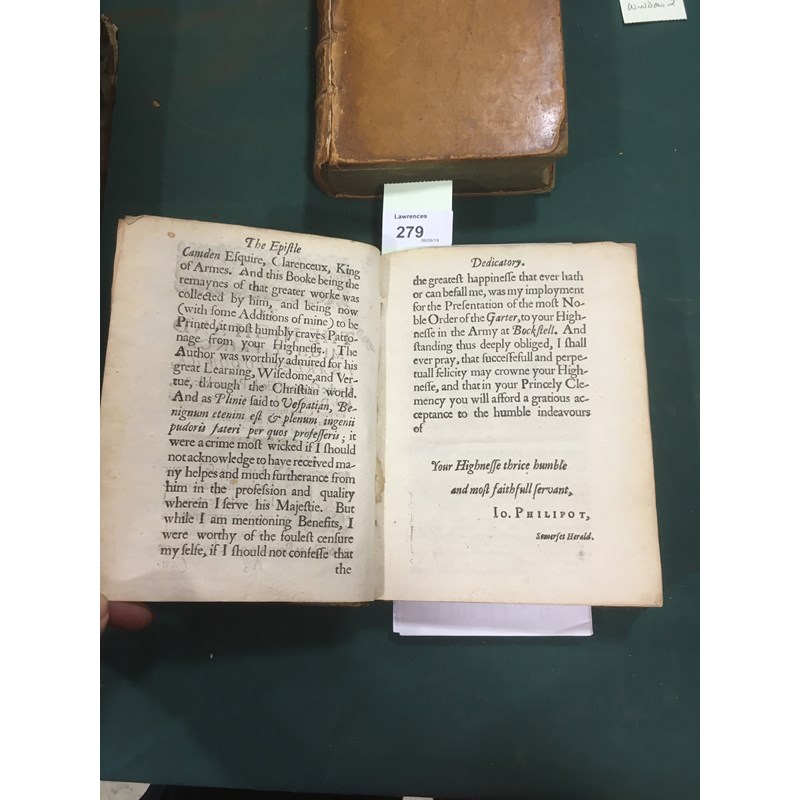 WINDOW 2
Lawrences
279
The Epiſtle
Camden Eſquire, Clarenceux, King
of Armes. And this Booke being the
remaynes of that greater worke was
collected by him, and being now
(with ſome Additions of mine) to be
Printed, it moſt humbly craves Patro-
nage from your Highneſſe. The
Author was worthily admired for his
great Learning, Wiſedome, and Ver-
tue, through the Chriſtian world.
And as Plinie ſaid to Veſpatian, Be-
nignum etenim eſt & plenum ingenii
pudoris fateri per quos profeſſeris; it
were a crime moſt wicked if I ſhould
not acknowledge to have received ma-
ny helpes and much furtherance from
him in the profeſsion and quality
wherein I ſerve his Majeſtie. But
while I am mentioning Benefits, I
were worthy of the fouleſt cenſure
my ſelfe, if I ſhould not confeſſe that
the
Dedicatory.
the greateſt happineſſe that ever hath
or can befall me, was my imployment
for the Preſentation of the moſt No-
ble Order of the Garter, to your High-
neſſe in the Army at Bockſtell. And
ſtanding thus deeply obliged, I ſhall
ever pray, that ſucceſſefull and perpe-
tuall felicity may crowne your High-
neſſe, and that in your Princely Cle-
mency you will afford a gratious ac-
ceptance to the humble indeavours
of
Your Highneſſe thrice humble
and moſt faithfull ſervant,
Io. PHILIPOT,
Somerſet Herald.